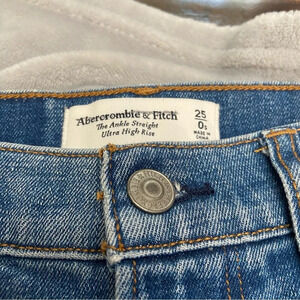 Abercrombie & Fitch
The Ankle Straight
Ultra High Rise
25
0s
MADE IN
CHINA